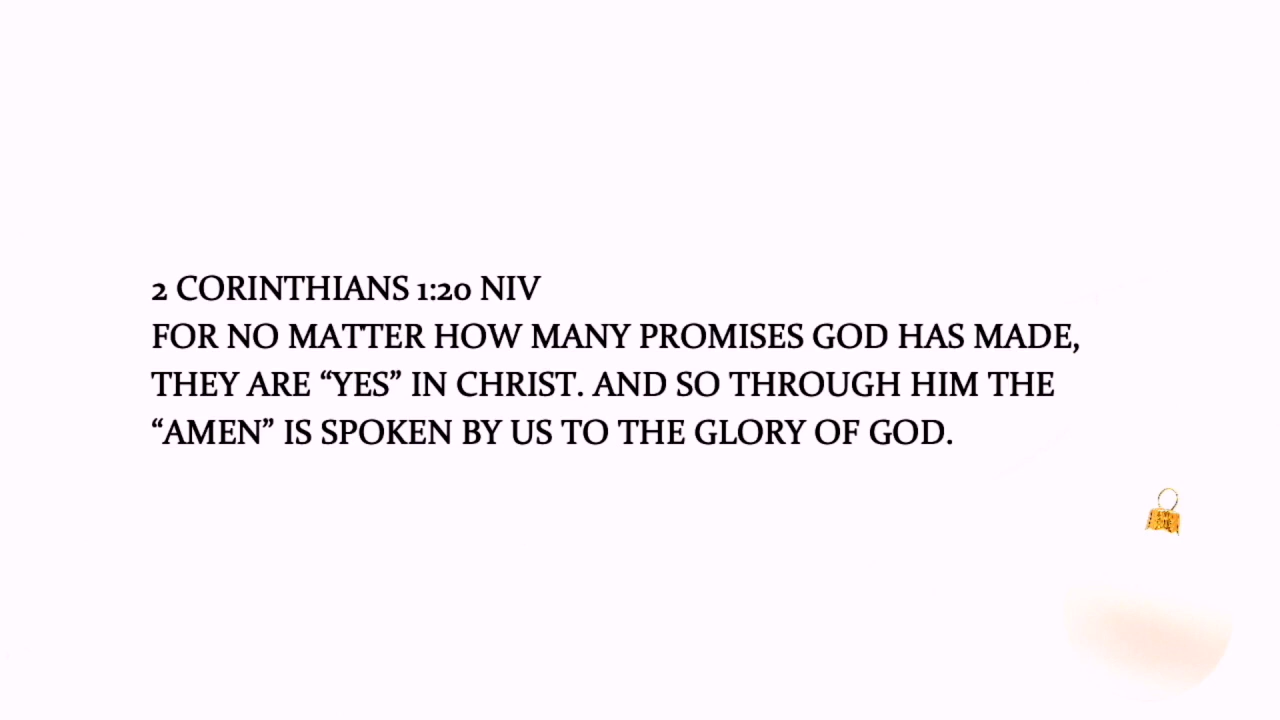 2 CORINTHIANS 1:20 NIV
FOR NO MATTER HOW MANY PROMISES GOD HAS MADE,
THEY ARE “YES” IN CHRIST. AND SO THROUGH HIM THE
“AMEN” IS SPOKEN BY US TO THE GLORY OF GOD.